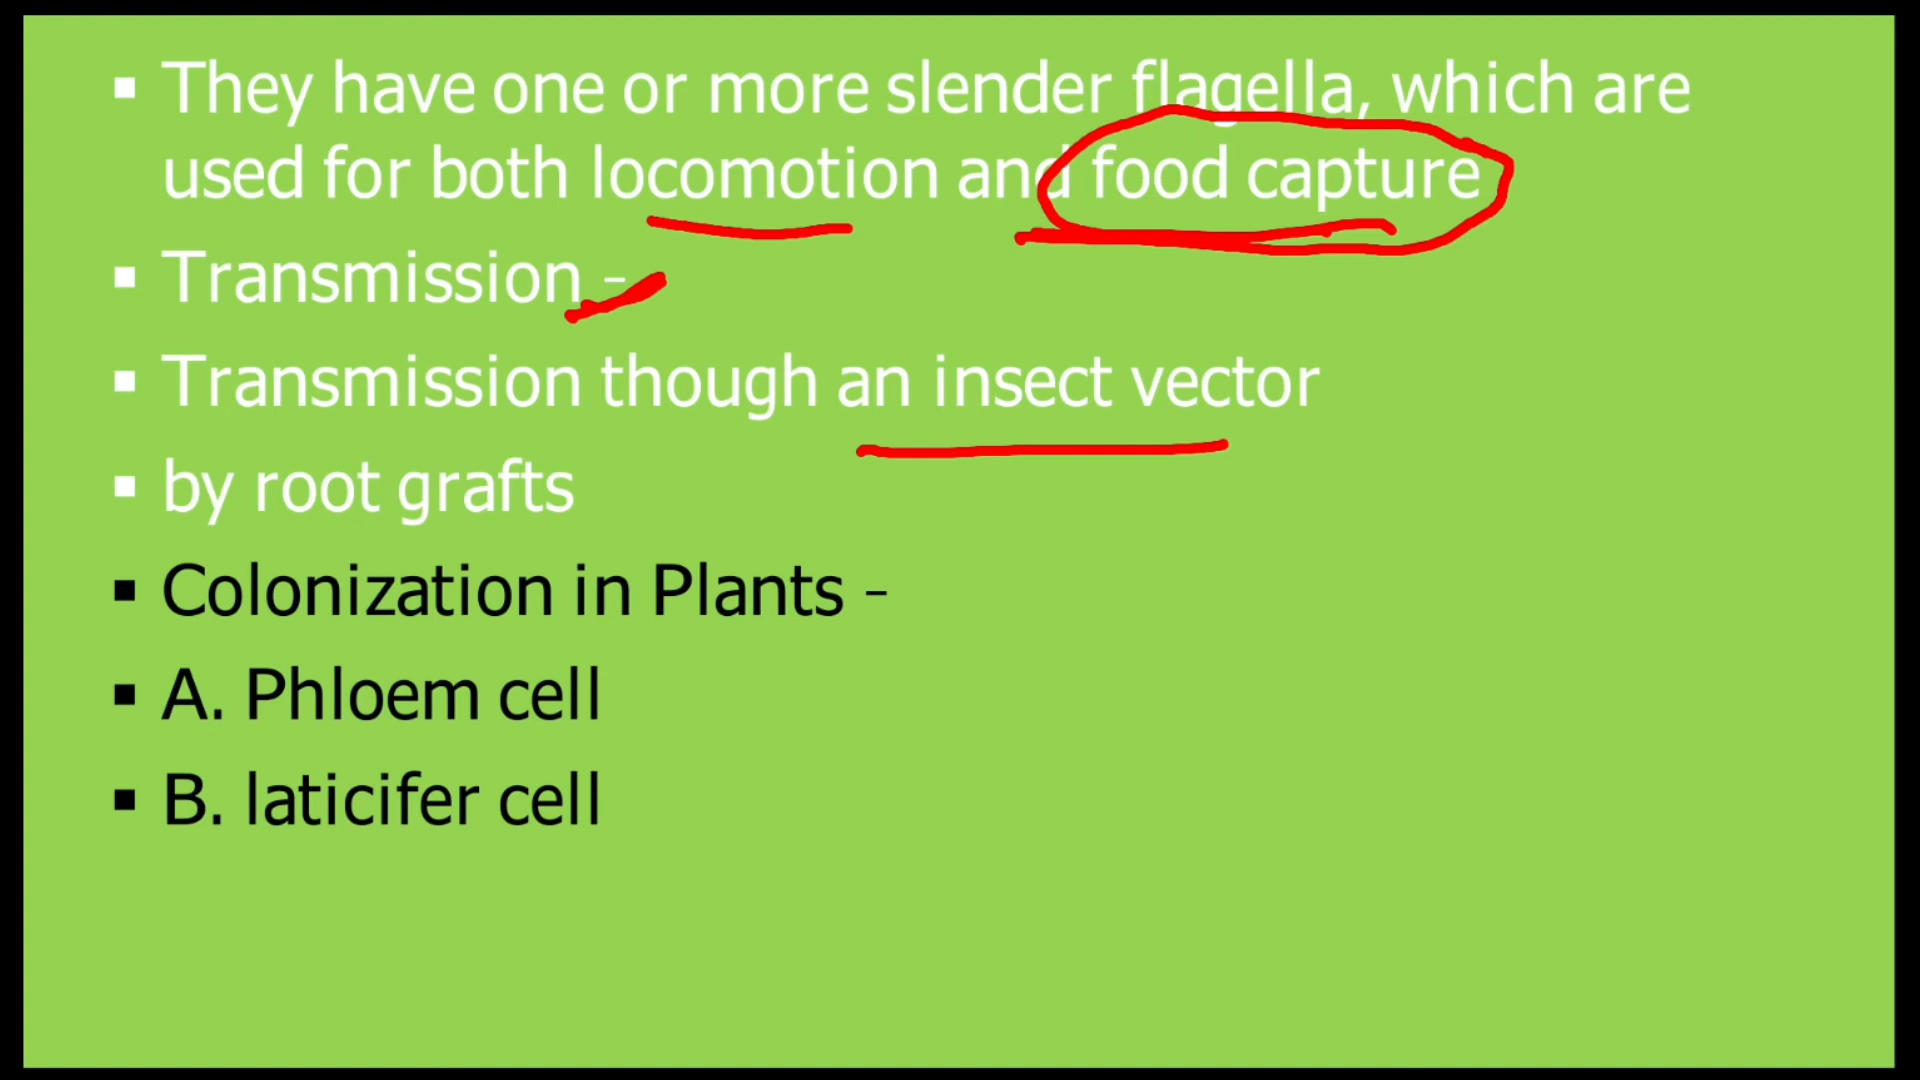 ▪ They have one or more slender flagella, which are
used for both locomotion and food capture
▪ Transmission -
▪ Transmission though an insect vector
▪ by root grafts
▪ Colonization in Plants -
▪ A. Phloem cell
▪ B. laticifer cell